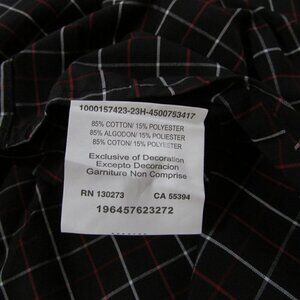 1000157423-23H-4500753417
85% COTTON/ 15% POLYESTER
85% ALGODON/ 15% POLIESTER
85% COTON/ 15% POLYESTER
Exclusive of Decoration
Excepto Decoracion
Garniture Non Comprise
RN 130273 CA 55394
196457623272